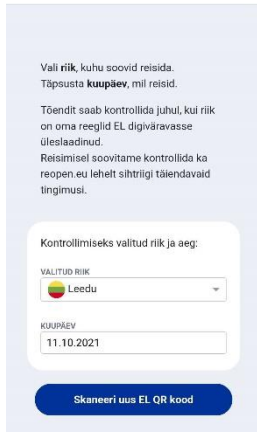 Vali riik, kuhu soovid reisida.
Täpsusta kuupäev, mil reisid.
Tõendit saab kontrollida juhul, kui riik
on oma reeglid EL digiväravasse
üleslaadinud.
Reisimisel soovitame kontrollida ka
reopen.eu lehelt sihtriigi täiendavaid
tingimusi.
Kontrollimiseks valitud riik ja aeg:
VALITUD RIIK
Leedu
KUUPÄEV
11.10.2021
Skaneeri uus EL QR kood